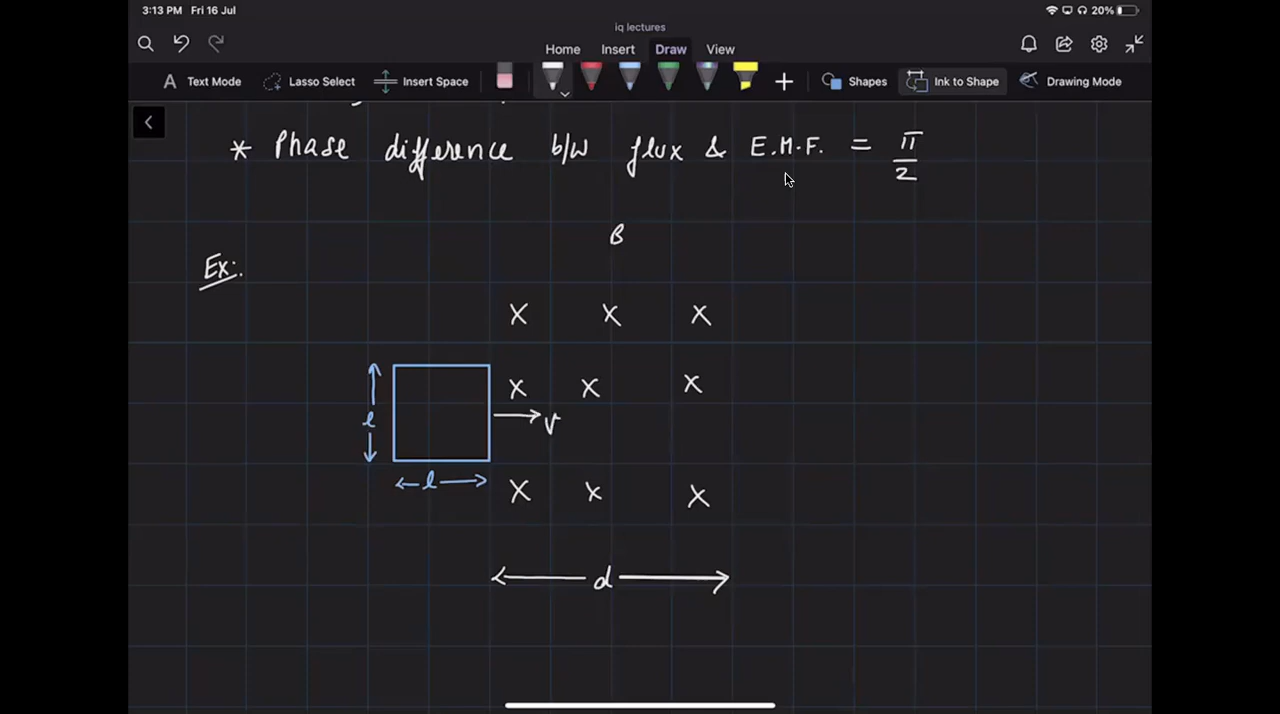 3:13 PM Fri 16 Jul
20%
iq lectures
Home Insert Draw View
Text Mode Lasso Select Insert Space Shapes Ink to Shape Drawing Mode
* Phase difference b/w flux & E.M.F. = π/2
B
Ex:
X X X
X X X
l
v
l
X X X
d